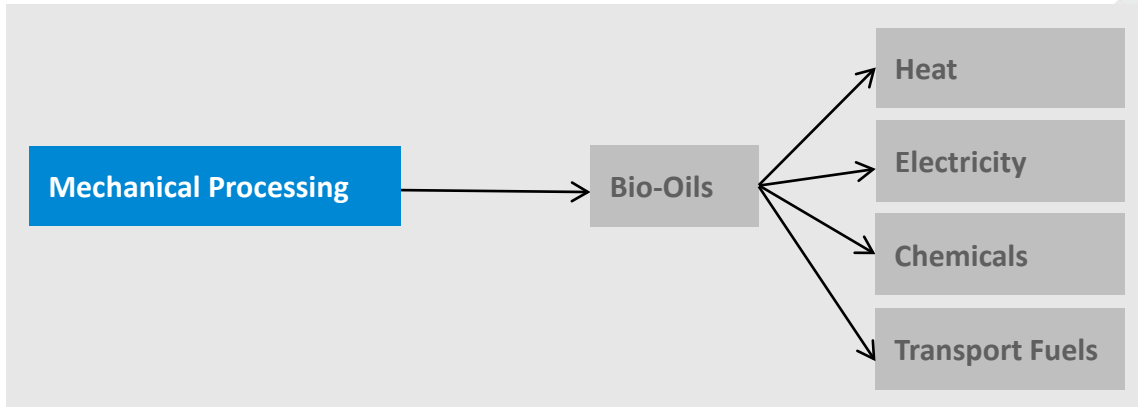 Mechanical Processing
Bio-Oils
Heat
Electricity
Chemicals
Transport Fuels